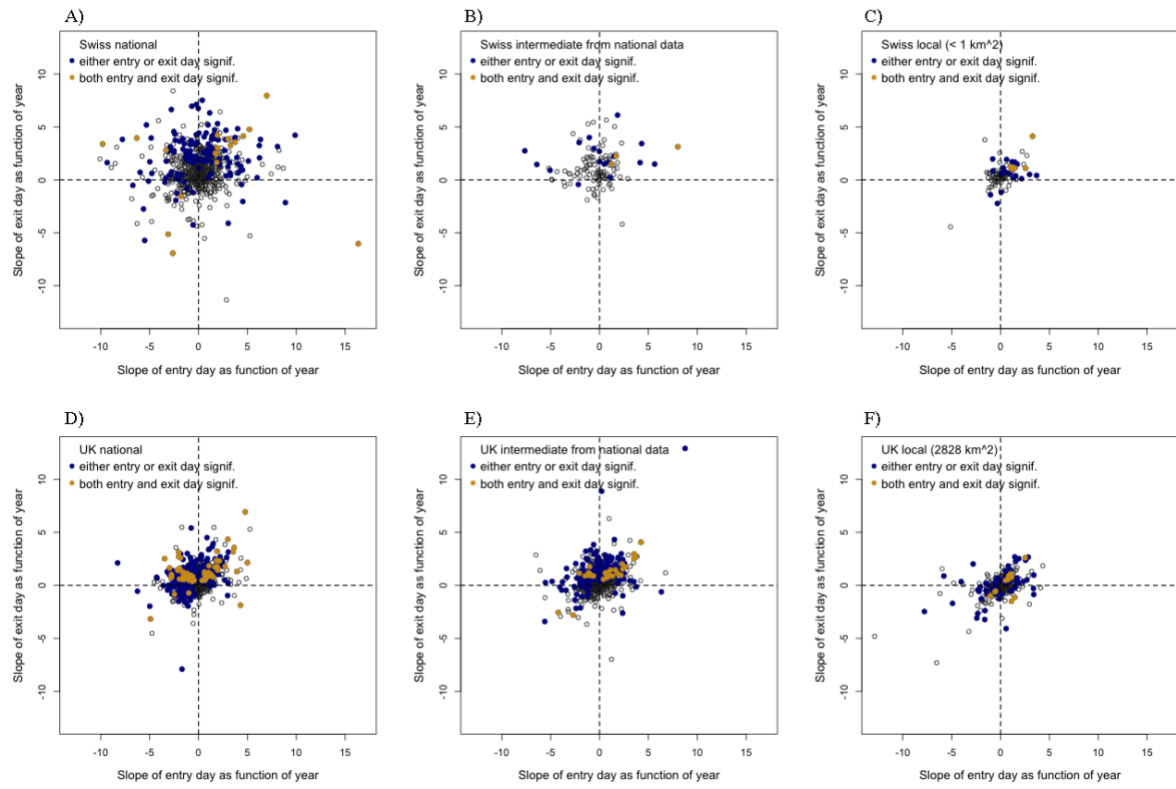 A)
Swiss national
either entry or exit day signif.
both entry and exit day signif.
Slope of exit day as function of year
10
5
0
-5
-10
-10 -5 0 5 10 15
Slope of entry day as function of year
B)
Swiss intermediate from national data
either entry or exit day signif.
both entry and exit day signif.
Slope of exit day as function of year
10
5
0
-5
-10
-10 -5 0 5 10 15
Slope of entry day as function of year
C)
Swiss local (< 1 km^2)
either entry or exit day signif.
both entry and exit day signif.
Slope of exit day as function of year
10
5
0
-5
-10
-10 -5 0 5 10 15
Slope of entry day as function of year
D)
UK national
either entry or exit day signif.
both entry and exit day signif.
Slope of exit day as function of year
10
5
0
-5
-10
-10 -5 0 5 10 15
Slope of entry day as function of year
E)
UK intermediate from national data
either entry or exit day signif.
both entry and exit day signif.
Slope of exit day as function of year
10
5
0
-5
-10
-10 -5 0 5 10 15
Slope of entry day as function of year
F)
UK local (2828 km^2)
either entry or exit day signif.
both entry and exit day signif.
Slope of exit day as function of year
10
5
0
-5
-10
-10 -5 0 5 10 15
Slope of entry day as function of year